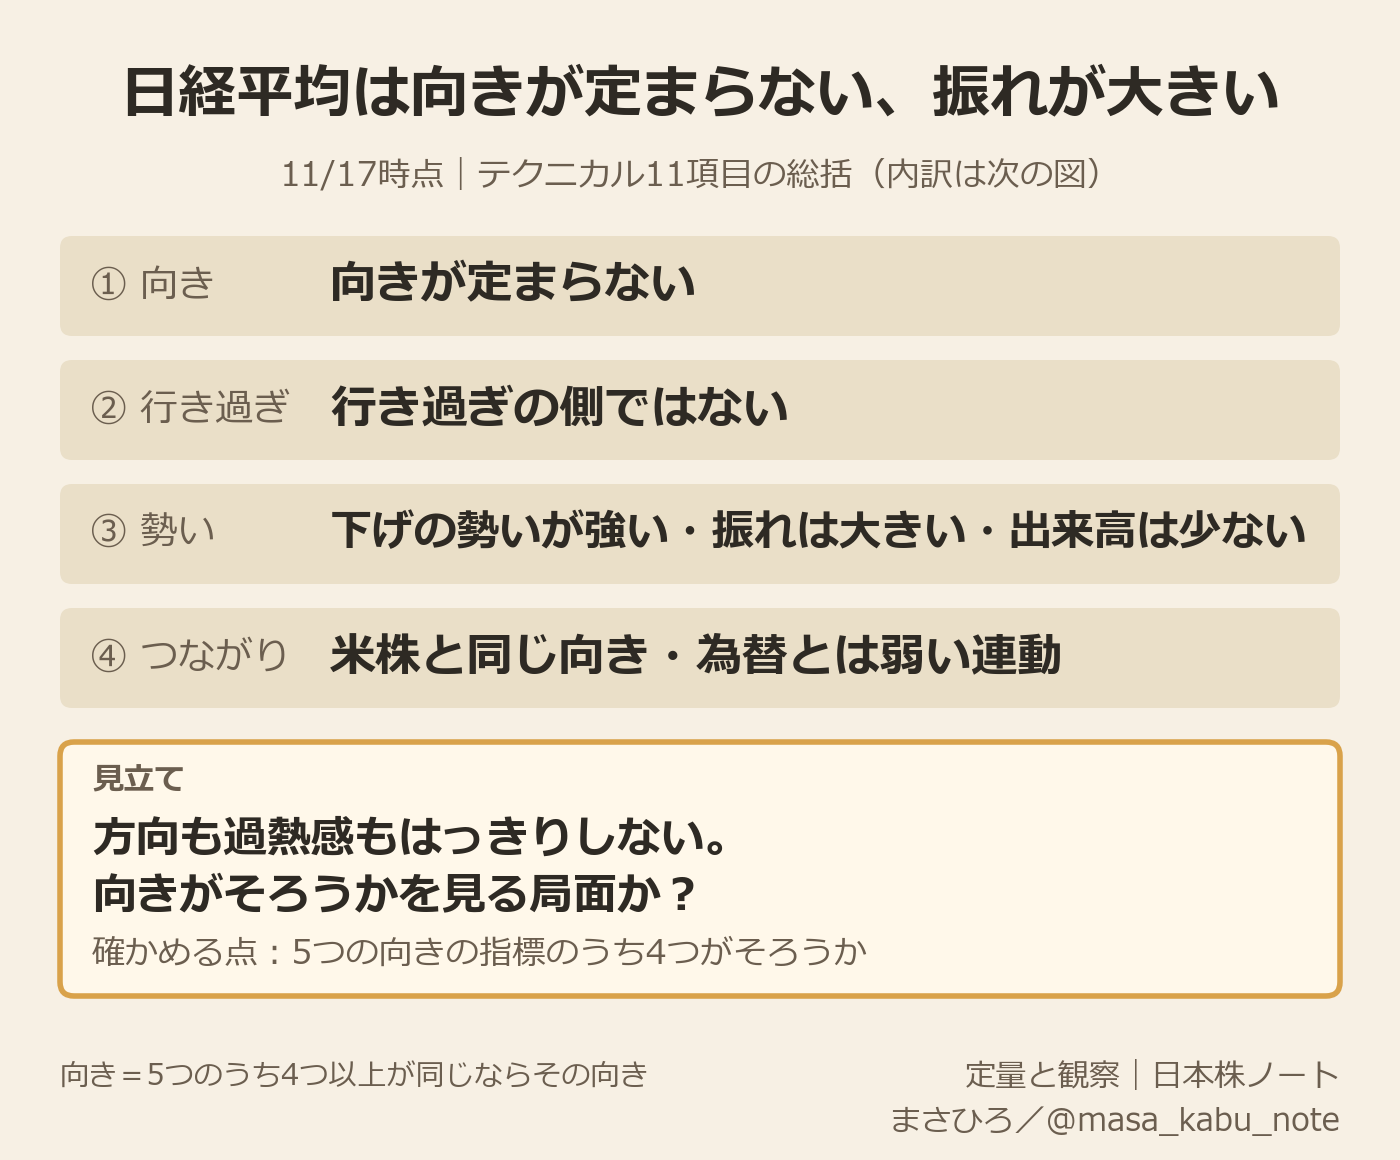 日経平均は向きが定まらない、振れが大きい
11/17時点｜テクニカル11項目の総括（内訳は次の図）
① 向き 向きが定まらない
② 行き過ぎ 行き過ぎの側ではない
③ 勢い 下げの勢いが強い・振れは大きい・出来高は少ない
④ つながり 米株と同じ向き・為替とは弱い連動
見立て
方向も過熱感もはっきりしない。
向きがそろうかを見る局面か？
確かめる点：5つの向きの指標のうち4つがそろうか
向き＝5つのうち4つ以上が同じならその向き
定量と観察｜日本株ノート
まさひろ／@masa_kabu_note